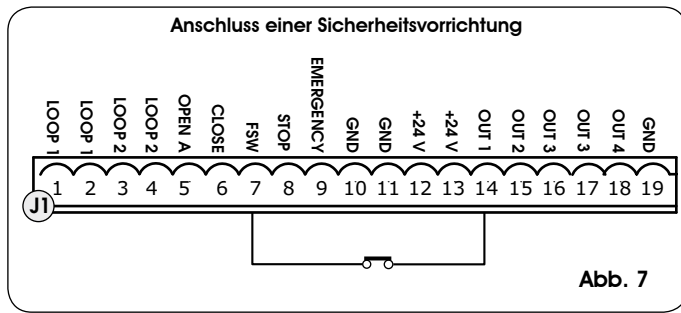 Anschluss einer Sicherheitsvorrichtung
LOOP 1
LOOP 1
LOOP 2
LOOP 2
OPEN A
CLOSE
FSW
STOP
EMERGENCY
GND
GND
+24 V
+24 V
OUT 1
OUT 2
OUT 3
OUT 3
OUT 4
GND
1 2 3 4 5 6 7 8 9 10 11 12 13 14 15 16 17 18 19
J1
Abb. 7